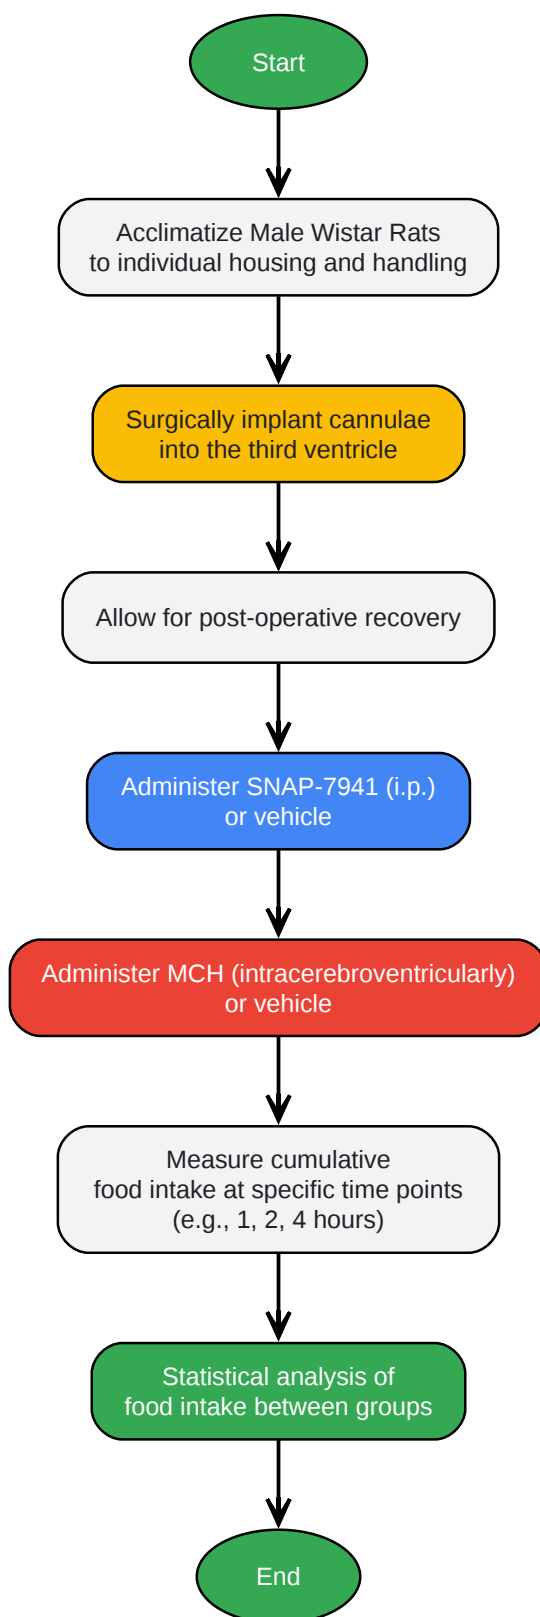 Start
Acclimatize Male Wistar Rats
to individual housing and handling
Surgically implant cannulae
into the third ventricle
Allow for post-operative recovery
Administer SNAP-7941 (i.p.)
or vehicle
Administer MCH (intracerebroventricularly)
or vehicle
Measure cumulative
food intake at specific time points
(e.g., 1, 2, 4 hours)
Statistical analysis of
food intake between groups
End